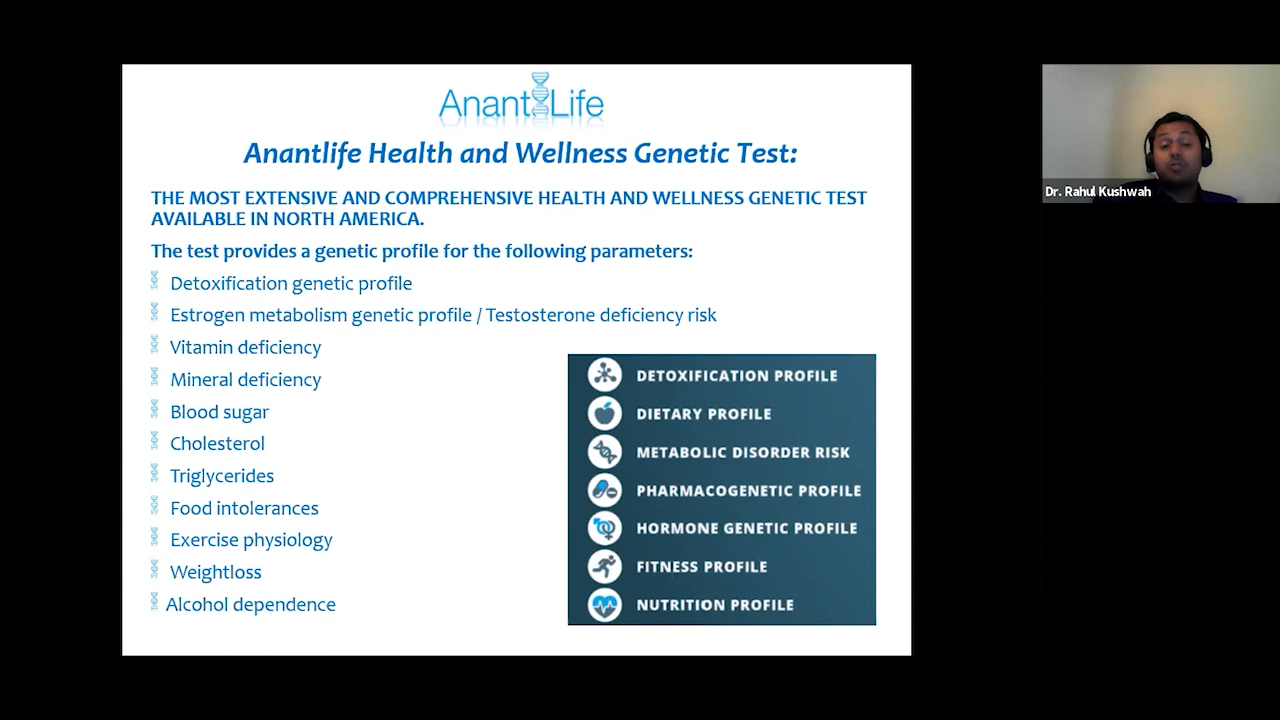 Anant Life
Anantlife Health and Wellness Genetic Test:
THE MOST EXTENSIVE AND COMPREHENSIVE HEALTH AND WELLNESS GENETIC TEST
AVAILABLE IN NORTH AMERICA.
The test provides a genetic profile for the following parameters:
Detoxification genetic profile
Estrogen metabolism genetic profile / Testosterone deficiency risk
Vitamin deficiency
Mineral deficiency
Blood sugar
Cholesterol
Triglycerides
Food intolerances
Exercise physiology
Weightloss
Alcohol dependence
DETOXIFICATION PROFILE
DIETARY PROFILE
METABOLIC DISORDER RISK
PHARMACOGENETIC PROFILE
HORMONE GENETIC PROFILE
FITNESS PROFILE
NUTRITION PROFILE
Dr. Rahul Kushwah